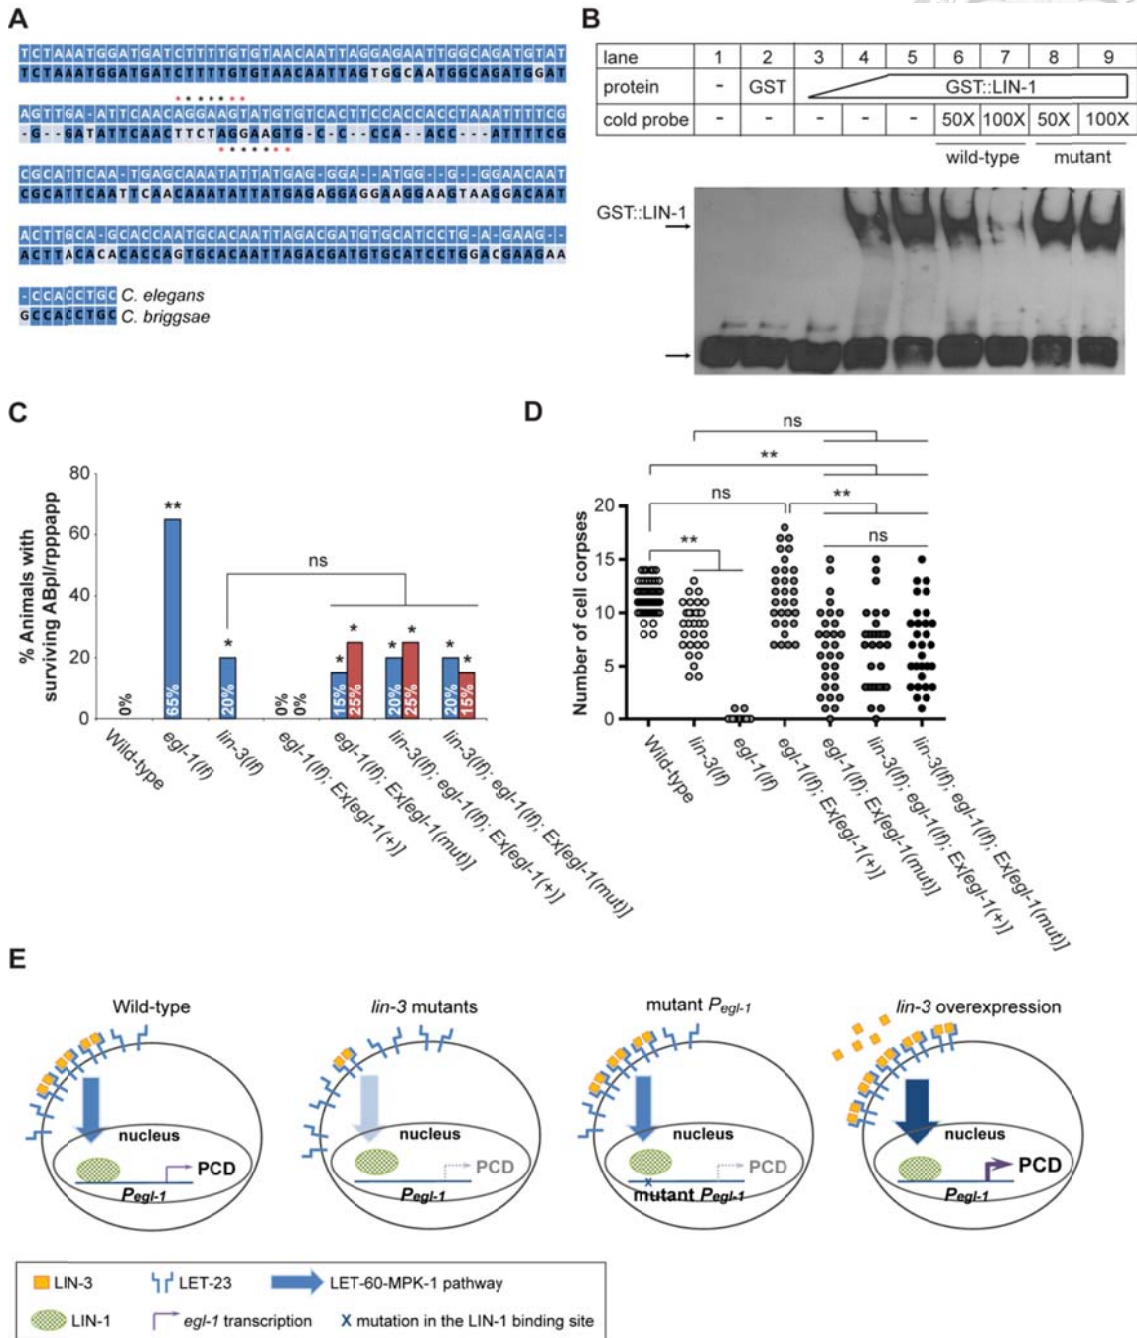 A
TCTAAATGGATGATCTTTTGTGTAACAATTAGGAGAATTGGCAGATGTAT
TCTAAATGGATGATCTTTTGTGTAACAATTAGTGGCAATGGCAGATGGAT
AGTTGA-ATTCAACAGGAAGTATGTGTCACTTCCACCACCTAAATTTTCG
-G--GATATTCAACTTCTAGGAAGTG-C-C-CCA-ACC---ATTTTCG
CGCATTCAA-TGAGCAAATATTATGAG-GGA--ATGG--G--GGAACAAT
CGCATTCAATTCAACAAATATTATGAGAGGAGGAAGGAAGTAAGGACAAT
ACTTGCA-GCACCAATGCACAATTAGACGATGTGCATCCTG-A-GAAG--
ACTTACACACACCAGTGCACAATTAGACGATGTGCATCCTGGACGAAGAA
-CCACCTGC C. elegans
GCCACCTGC C. briggsae
B
lane 1 2 3 4 5 6 7 8 9
protein - GST GST::LIN-1
cold probe - - - - - 50X 100X 50X 100X
wild-type mutant
GST::LIN-1
C
% Animals with surviving ABpl/rpppapp
80
60
40
20
0
** * ns * * * * * *
0% 65% 20% 0% 0% 15% 25% 20% 25% 20% 15%
Wild-type
egl-1(lf)
lin-3(lf)
egl-1(lf); Ex[egl-1(+)]
egl-1(lf); Ex[egl-1(mut)]
lin-3(lf); egl-1(lf); Ex[egl-1(+)]
lin-3(lf); egl-1(lf); Ex[egl-1(mut)]
D
ns
**
ns **
** ns
Number of cell corpses
20
15
10
5
0
Wild-type
lin-3(lf)
egl-1(lf)
egl-1(lf); Ex[egl-1(+)]
egl-1(lf); Ex[egl-1(mut)]
lin-3(lf); egl-1(lf); Ex[egl-1(+)]
lin-3(lf); egl-1(lf); Ex[egl-1(mut)]
E
Wild-type
nucleus
PCD
Pegl-1
lin-3 mutants
nucleus
PCD
Pegl-1
mutant Pegl-1
nucleus
PCD
mutant Pegl-1
lin-3 overexpression
nucleus
PCD
Pegl-1
LIN-3 LET-23 LET-60-MPK-1 pathway
LIN-1 egl-1 transcription X mutation in the LIN-1 binding site